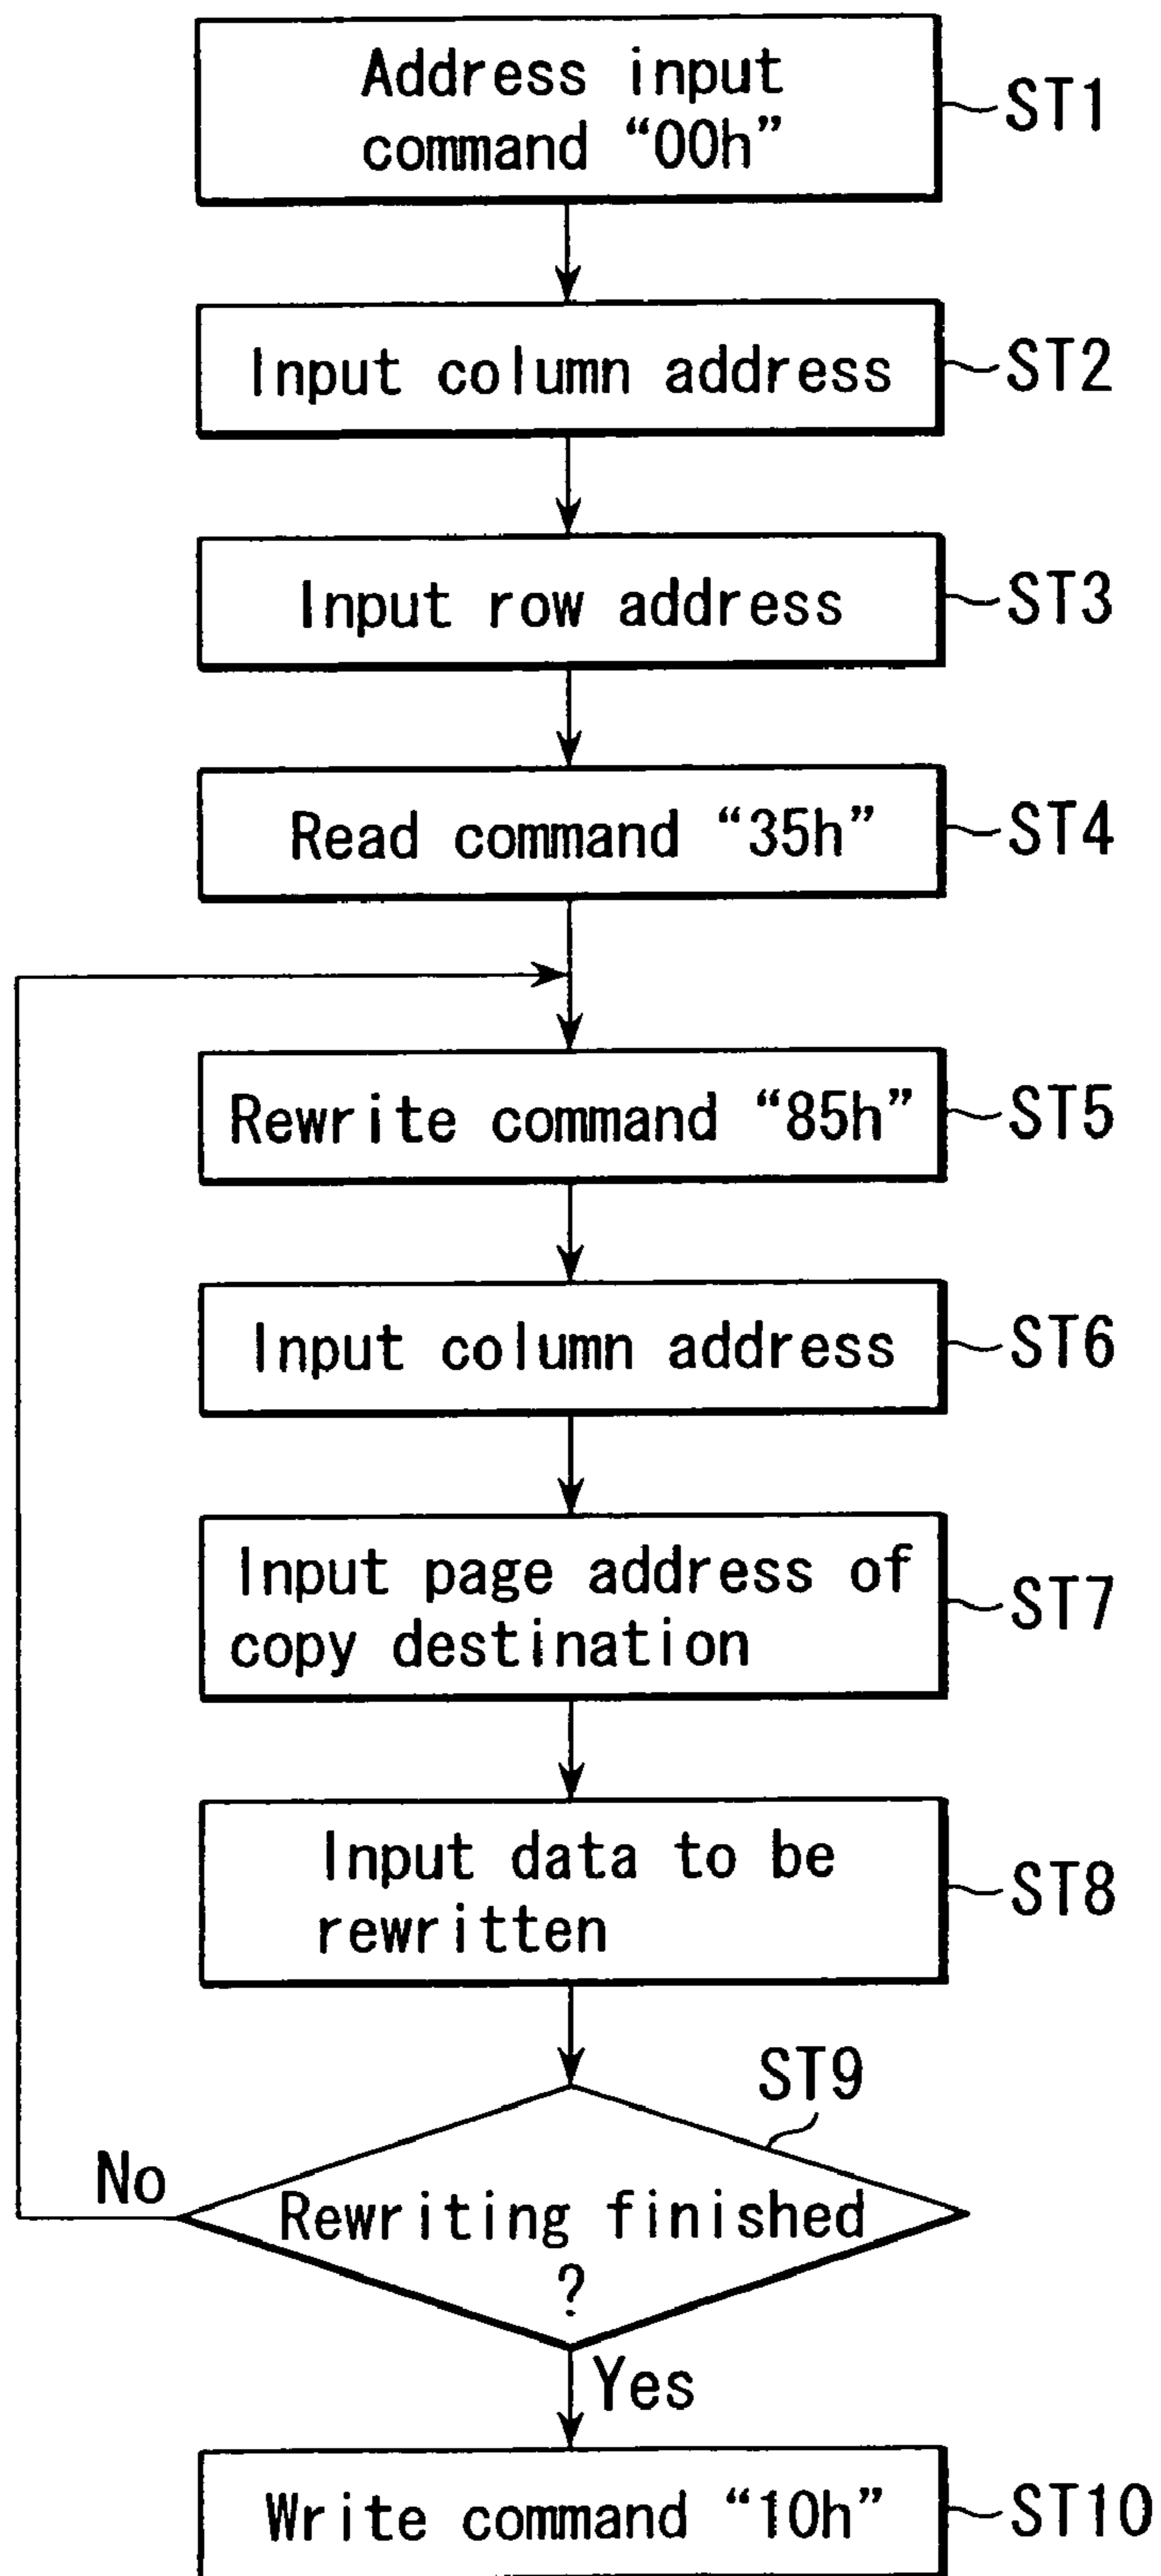 Address input
command “00h”
ST1
Input column address
ST2
Input row address
ST3
Read command “35h”
ST4
Rewrite command “85h”
ST5
Input column address
ST6
Input page address of
copy destination
ST7
Input data to be
rewritten
ST8
ST9
No
Rewriting finished
?
Yes
Write command “10h”
ST10